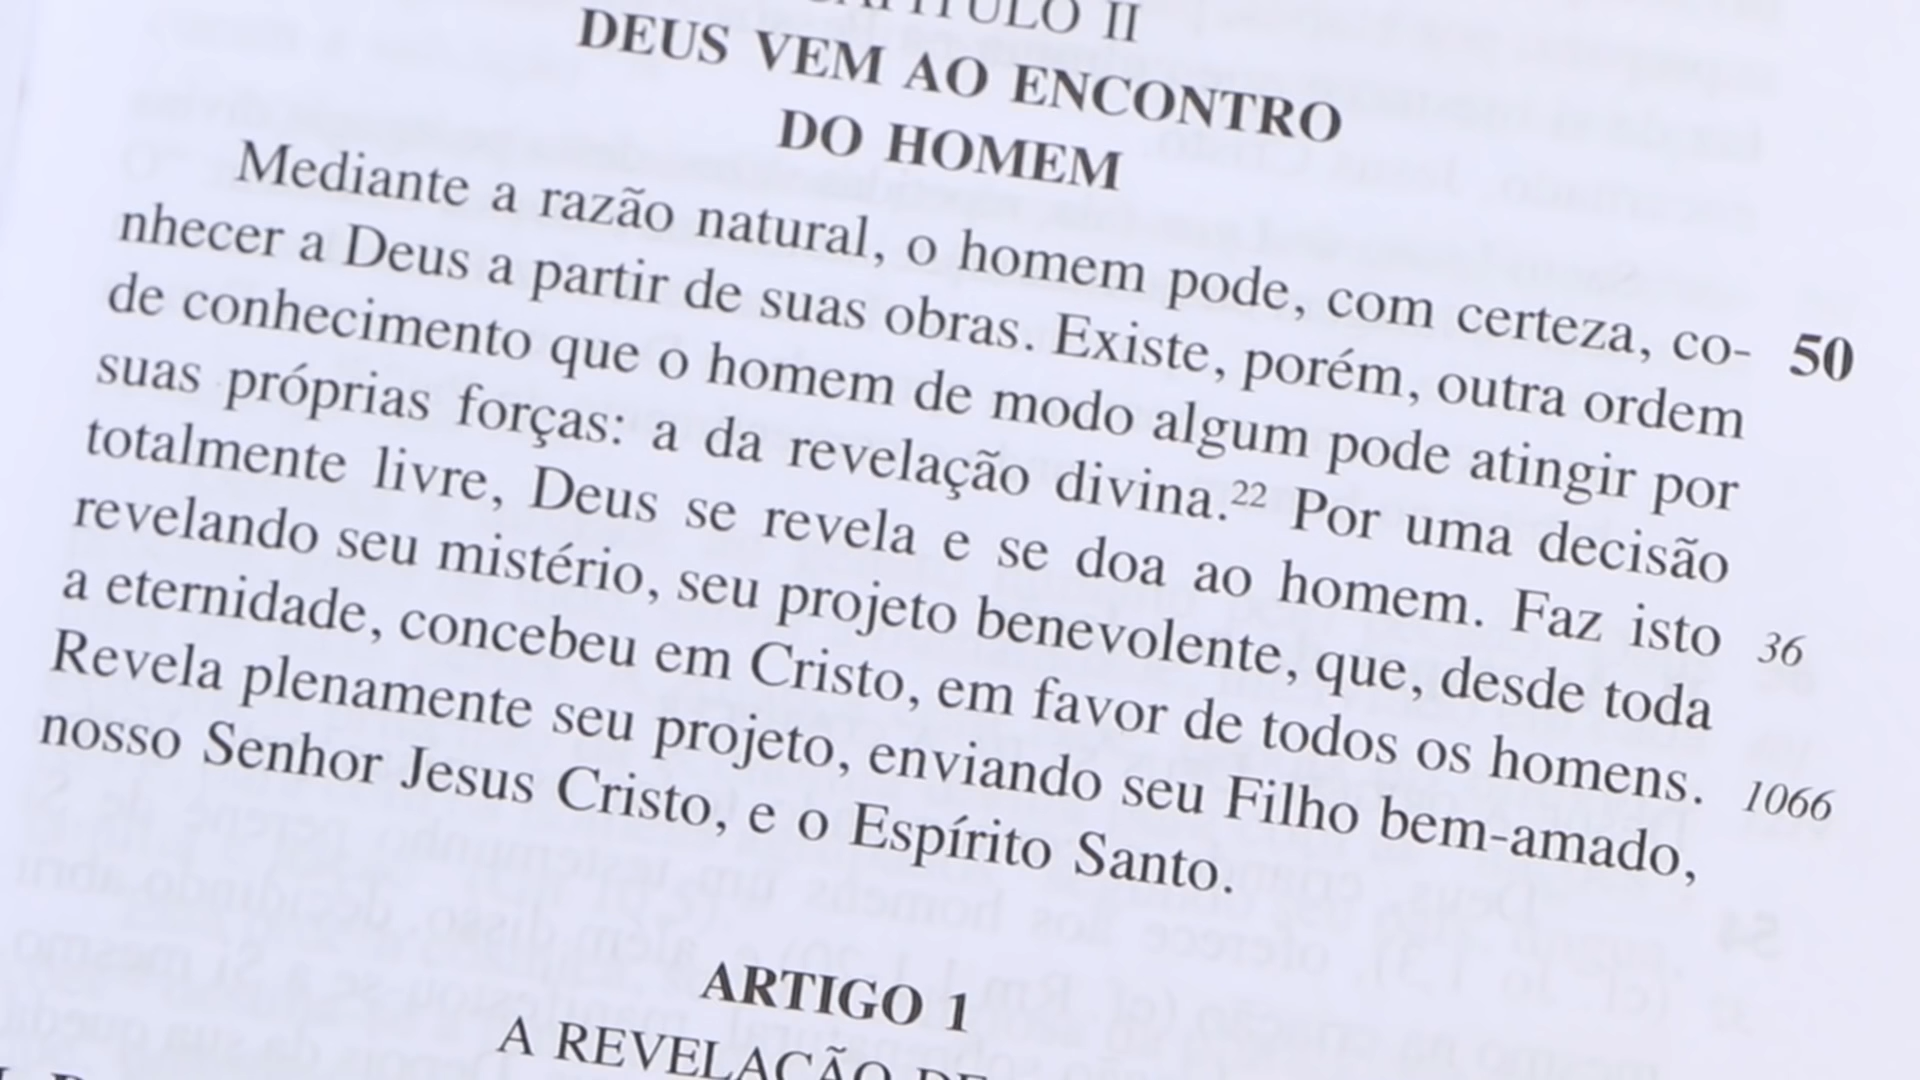 CAPÍTULO II
DEUS VEM AO ENCONTRO
DO HOMEM
Mediante a razão natural, o homem pode, com certeza, co- 50
nhecer a Deus a partir de suas obras. Existe, porém, outra ordem
de conhecimento que o homem de modo algum pode atingir por
suas próprias forças: a da revelação divina.²² Por uma decisão
totalmente livre, Deus se revela e se doa ao homem. Faz isto 36
revelando seu mistério, seu projeto benevolente, que, desde toda
a eternidade, concebeu em Cristo, em favor de todos os homens. 1066
Revela plenamente seu projeto, enviando seu Filho bem-amado,
nosso Senhor Jesus Cristo, e o Espírito Santo.
ARTIGO 1
A REVELAÇÃO DE